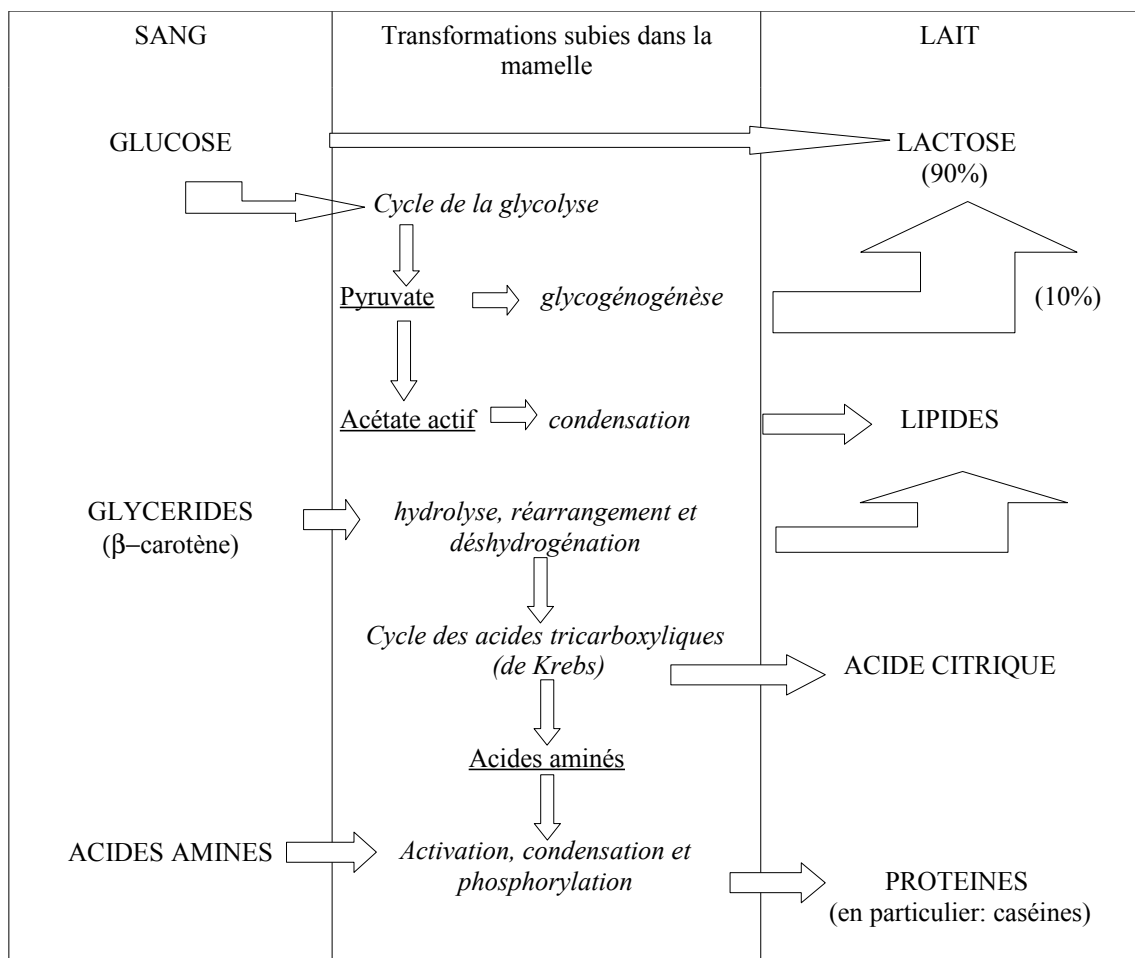 SANG
Transformations subies dans la
mamelle
LAIT
GLUCOSE
LACTOSE
(90%)
Cycle de la glycolyse
Pyruvate
glycogénogénèse
(10%)
Acétate actif
condensation
LIPIDES
GLYCERIDES
(β–carotène)
hydrolyse, réarrangement et
déshydrogénation
Cycle des acides tricarboxyliques
(de Krebs)
ACIDE CITRIQUE
Acides aminés
ACIDES AMINES
Activation, condensation et
phosphorylation
PROTEINES
(en particulier: caséines)